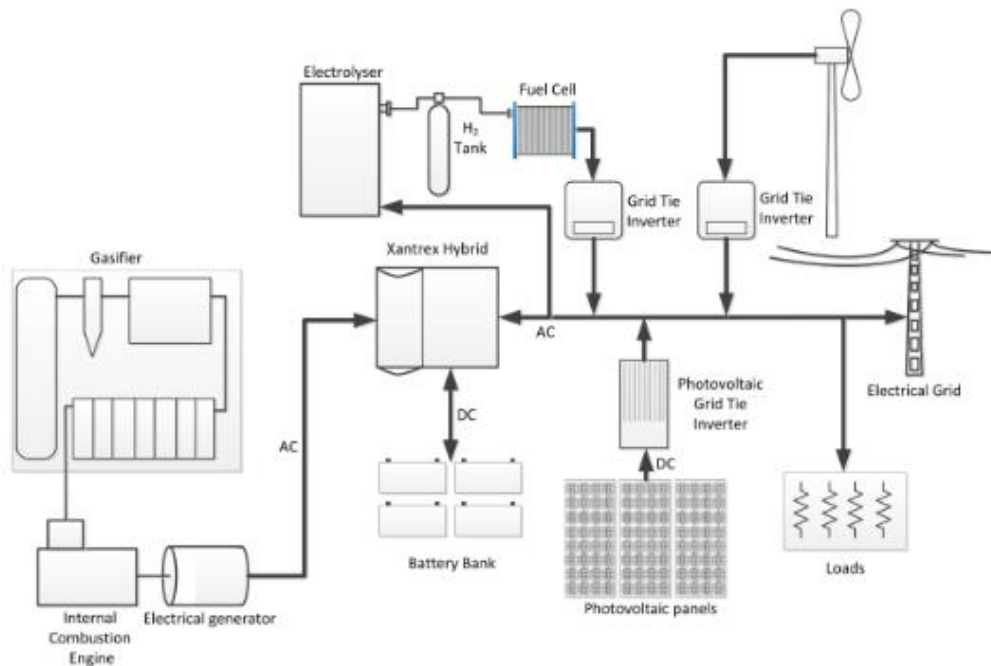 Electrolyser
Fuel Cell
H₂
Tank
Grid Tie
Inverter
Grid Tie
Inverter
Gasifier
Xantrex Hybrid
AC
Electrical Grid
Photovoltaic
Grid Tie
Inverter
DC
AC
DC
Battery Bank
Loads
Photovoltaic panels
Internal
Combustion
Engine
Electrical generator